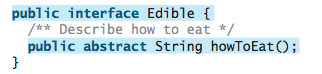 public interface Edible {
/** Describe how to eat */
public abstract String howToEat();
}